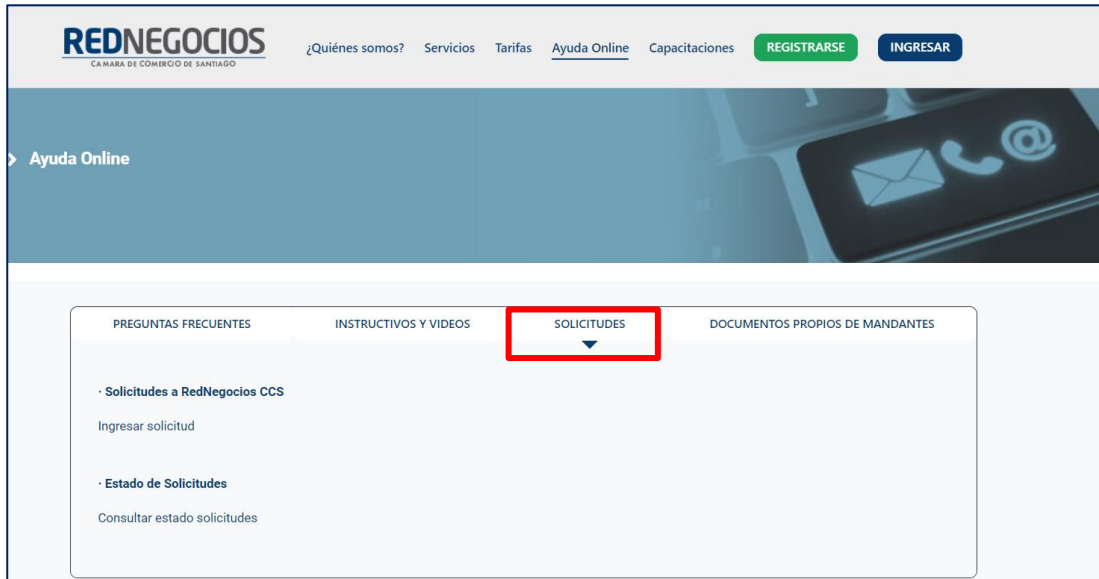 REDNEGOCIOS
CAMARA DE COMERCIO DE SANTIAGO
¿Quiénes somos? Servicios Tarifas Ayuda Online Capacitaciones REGISTRARSE INGRESAR
Ayuda Online
PREGUNTAS FRECUENTES INSTRUCTIVOS Y VIDEOS SOLICITUDES DOCUMENTOS PROPIOS DE MANDANTES
· Solicitudes a RedNegocios CCS
Ingresar solicitud
· Estado de Solicitudes
Consultar estado solicitudes